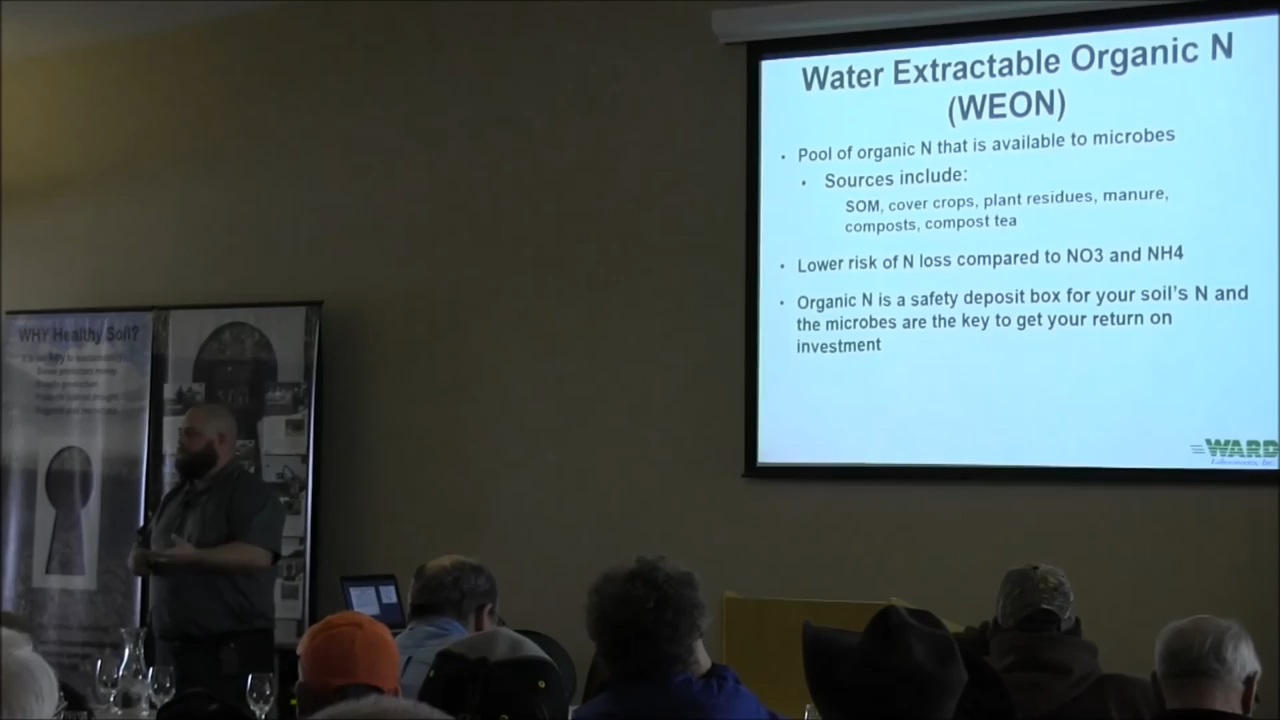 Water Extractable Organic N
(WEON)
• Pool of organic N that is available to microbes
• Sources include:
SOM, cover crops, plant residues, manure,
composts, compost tea
• Lower risk of N loss compared to NO3 and NH4
• Organic N is a safety deposit box for your soil's N and
the microbes are the key to get your return on
investment
WARD
Laboratories, Inc.
WHY Healthy Soil?